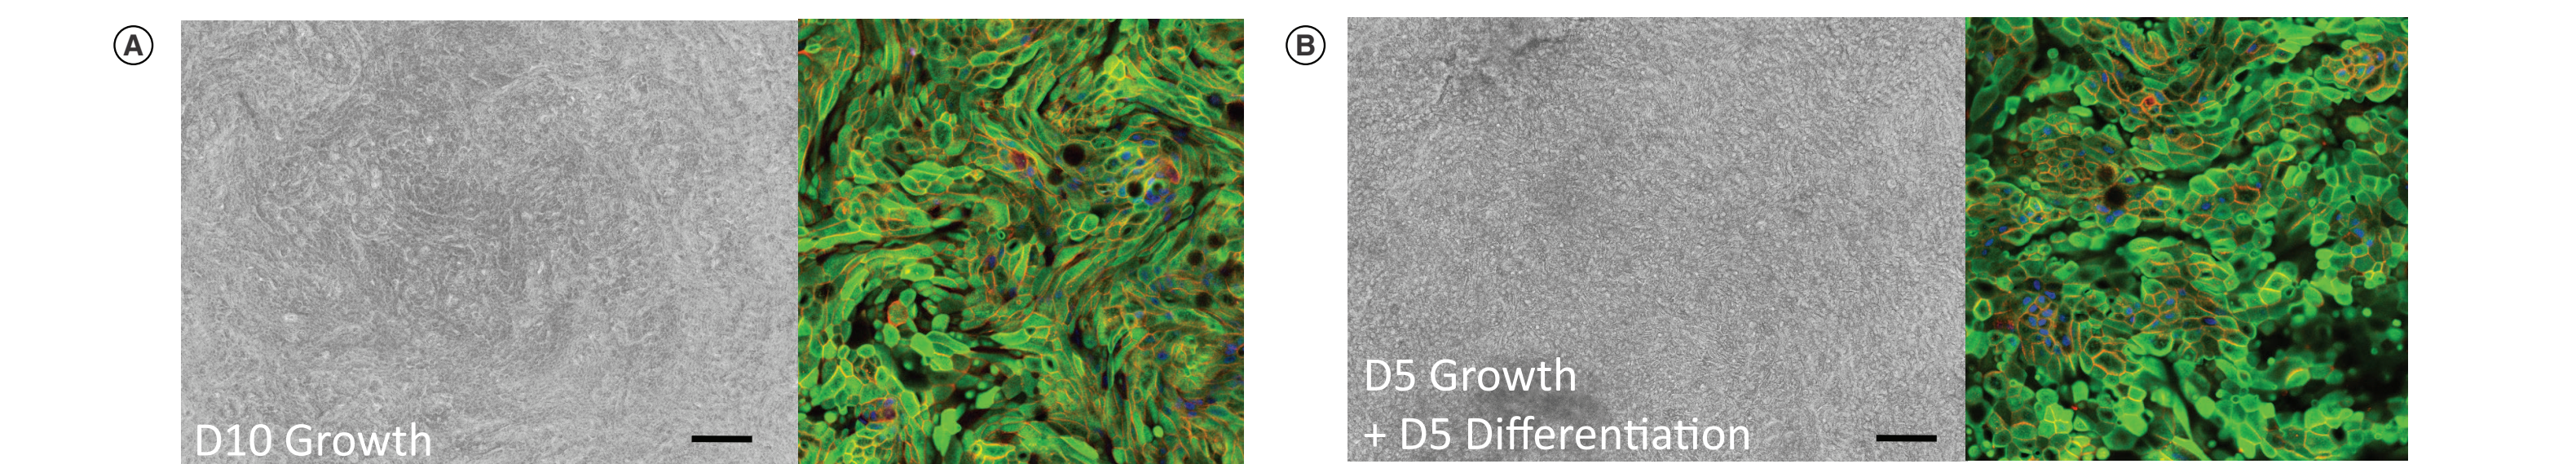 A
D10 Growth
B
D5 Growth
+ D5 Differentiation